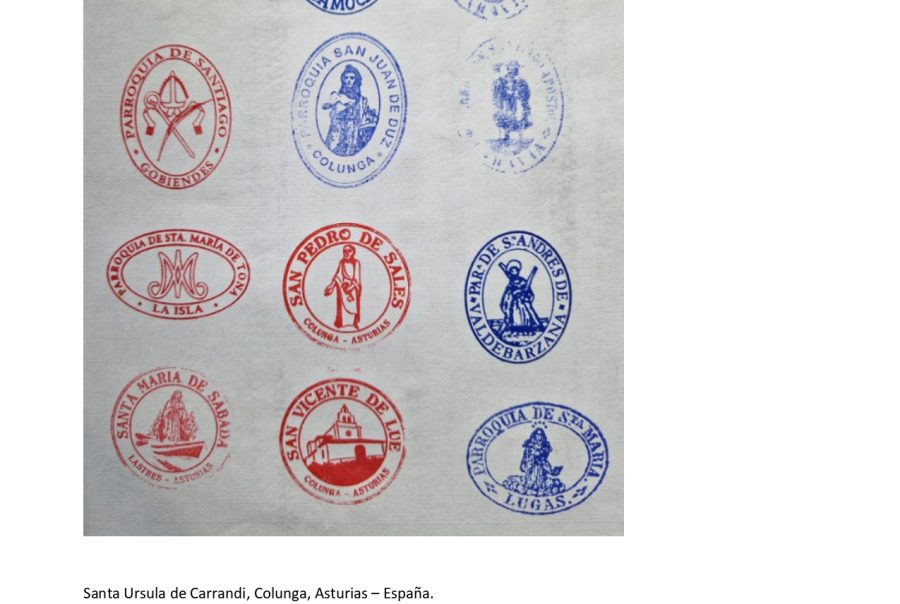 PARROQUIA DE SANTIAGO
GOBIENDES
PARROQUIA SAN JUAN DE DUZ
COLUNGA
PARROQUIA DE STA. MARÍA DE TONA
LA ISLA
SAN PEDRO DE SALES
COLUNGA - ASTURIAS
PAR. DE S. ANDRES DE
VALDEBARZANA
SANTA MARIA DE SABADA
LASTRES - ASTURIAS
SAN VICENTE DE LUE
COLUNGA - ASTURIAS
PARROQUIA DE STA MARIA.
LUGAS.
Santa Ursula de Carrandi, Colunga, Asturias – España.